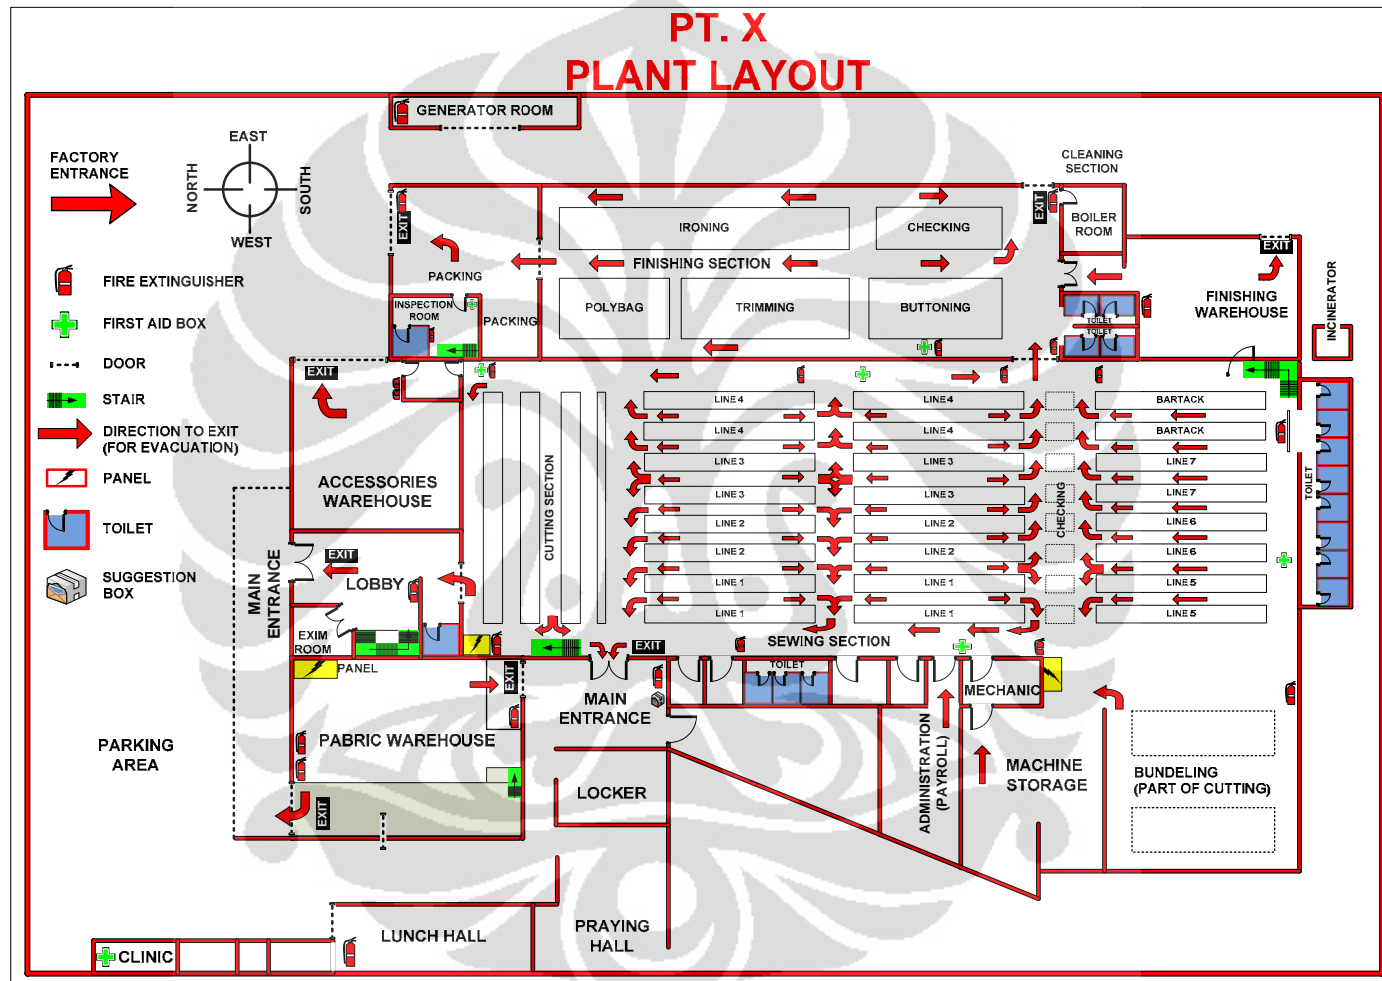 PT. X
PLANT LAYOUT
GENERATOR ROOM
FACTORY
ENTRANCE
EAST
NORTH
SOUTH
WEST
FIRE EXTINGUISHER
FIRST AID BOX
DOOR
STAIR
DIRECTION TO EXIT
(FOR EVACUATION)
PANEL
TOILET
SUGGESTION
BOX
CLEANING
SECTION
EXIT
IRONING
CHECKING
EXIT
BOILER
ROOM
EXIT
PACKING
FINISHING SECTION
INSPECTION
ROOM
PACKING
POLYBAG
TRIMMING
BUTTONING
TOILET
TOILET
FINISHING
WAREHOUSE
INCINERATOR
EXIT
ACCESSORIES
WAREHOUSE
CUTTING SECTION
LINE 4
LINE 4
BARTACK
LINE 4
LINE 4
BARTACK
LINE 3
LINE 3
LINE 7
LINE 3
LINE 3
LINE 7
LINE 2
LINE 2
LINE 6
LINE 2
LINE 2
LINE 6
LINE 1
LINE 1
LINE 5
LINE 1
LINE 1
LINE 5
CHECKING
TOILET
MAIN
ENTRANCE
EXIT
LOBBY
EXIM
ROOM
SEWING SECTION
EXIT
PANEL
EXIT
TOILET
MAIN
ENTRANCE
MECHANIC
PARKING
AREA
PABRIC WAREHOUSE
EXIT
LOCKER
ADMINISTRATION
(PAYROLL)
MACHINE
STORAGE
BUNDELING
(PART OF CUTTING)
LUNCH HALL
PRAYING
HALL
CLINIC